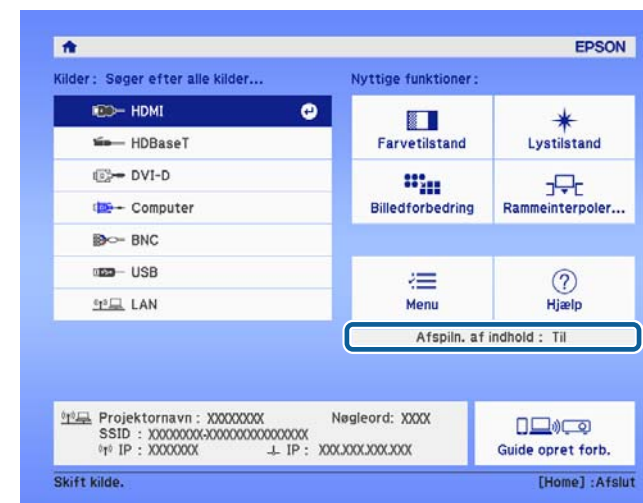 EPSON
Kilder: Søger efter alle kilder...
Nyttige funktioner:
HDMI
HDBaseT
DVI-D
Computer
BNC
USB
LAN
Farvetilstand
Lystilstand
Billedforbedring
Rammeinterpoler...
Menu
Hjælp
Afspiln. af indhold : Til
Projektornavn : XXXXXXXX Nøgleord: XXXX
SSID : XXXXXXXX-XXXXXXXXXXXXXXXX
IP : XXXXXXX IP : XXX.XXX.XXX.XXX
Guide opret forb.
Skift kilde. [Home] :Afslut